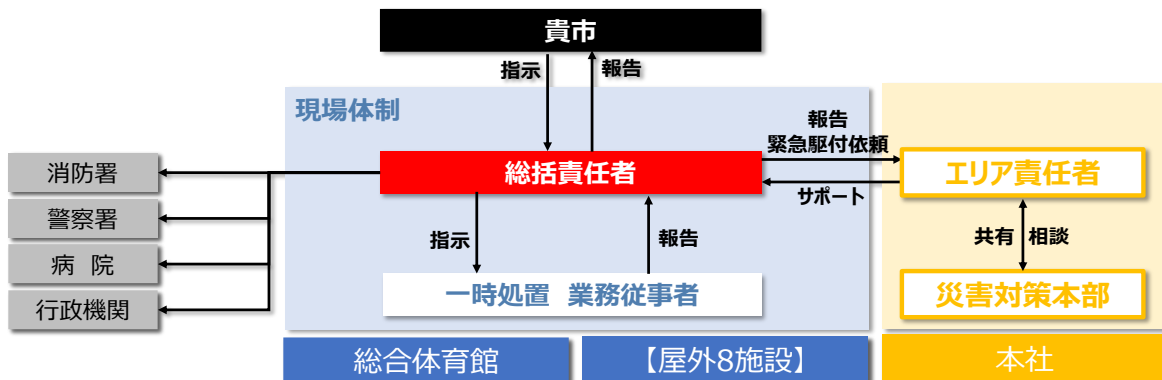 貴市
指示
報告
現場体制
報告
緊急駆付依頼
消防署
総括責任者
エリア責任者
サポート
警察署
指示
報告
共有
相談
病 院
一時処置 業務従事者
災害対策本部
行政機関
総合体育館
【屋外8施設】
本社